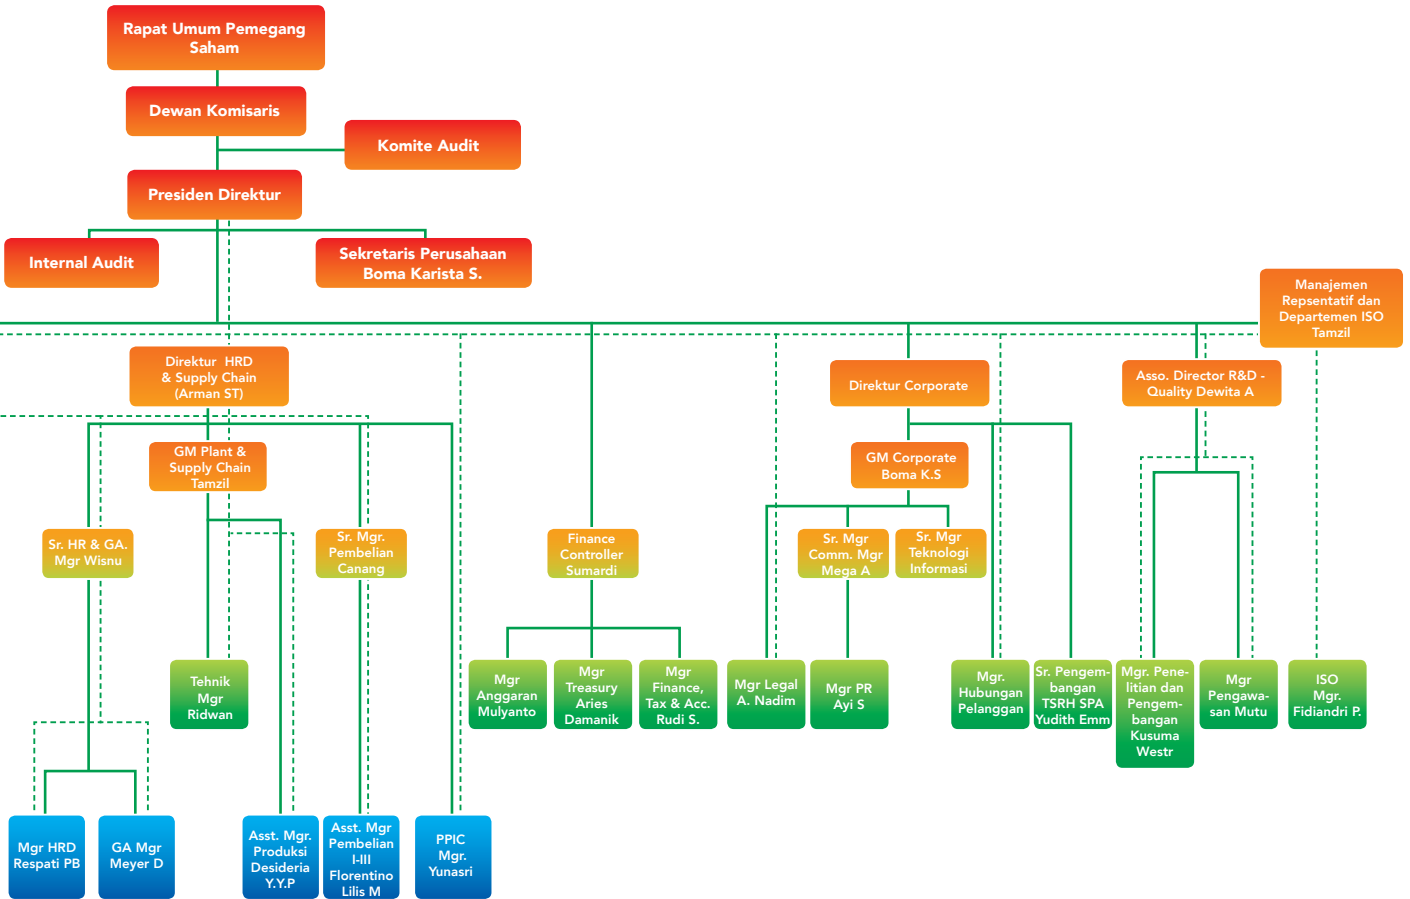 Rapat Umum Pemegang
Saham
Dewan Komisaris
Komite Audit
Presiden Direktur
Internal Audit
Sekretaris Perusahaan
Boma Karista S.
Manajemen
Repsentatif dan
Departemen ISO
Tamzil
Direktur HRD
& Supply Chain
(Arman ST)
Direktur Corporate
Asso. Director R&D -
Quality Dewita A
GM Plant &
Supply Chain
Tamzil
GM Corporate
Boma K.S
Sr. HR & GA.
Mgr Wisnu
Sr. Mgr.
Pembelian
Canang
Finance
Controller
Sumardi
Sr. Mgr
Comm. Mgr
Mega A
Sr. Mgr
Teknologi
Informasi
Tehnik
Mgr
Ridwan
Mgr
Anggaran
Mulyanto
Mgr
Treasury
Aries
Damanik
Mgr
Finance,
Tax & Acc.
Rudi S.
Mgr Legal
A. Nadim
Mgr PR
Ayi S
Mgr.
Hubungan
Pelanggan
Sr. Pengem-
bangan
TSRH SPA
Yudith Emm
Mgr. Pene-
litian dan
Pengem-
bangan
Kusuma
Westr
Mgr
Pengawa-
san Mutu
ISO
Mgr.
Fidiandri P.
Mgr HRD
Respati PB
GA Mgr
Meyer D
Asst. Mgr.
Produksi
Desideria
Y.Y.P
Asst. Mgr
Pembelian
I-III
Florentino
Lilis M
PPIC
Mgr.
Yunasri